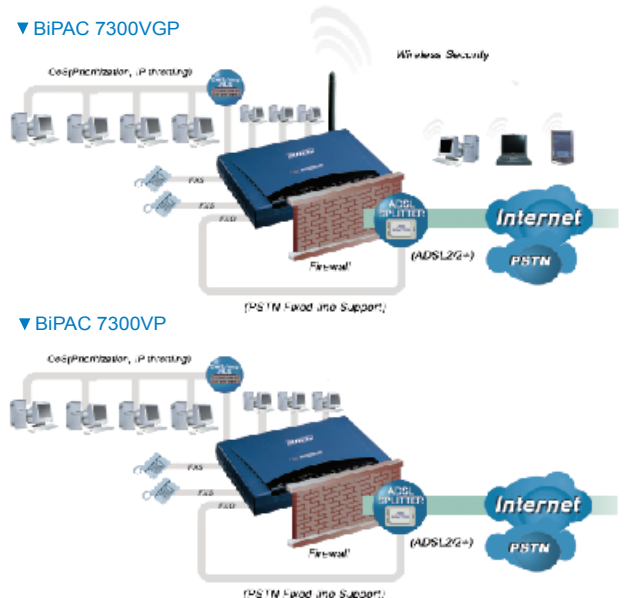 ▼BiPAC 7300VGP
Wireless Security
QoS(Prioritization, IP throttling)
FXS
FXS
FXO
ADSL
SPLITTER
Internet
(ADSL2/2+)
PSTN
Firewall
(PSTN Fixed line Support)
▼BiPAC 7300VP
QoS(Prioritization, IP throttling)
FXS
FXS
FXO
ADSL
SPLITTER
Internet
(ADSL2/2+)
PSTN
Firewall
(PSTN Fixed line Support)